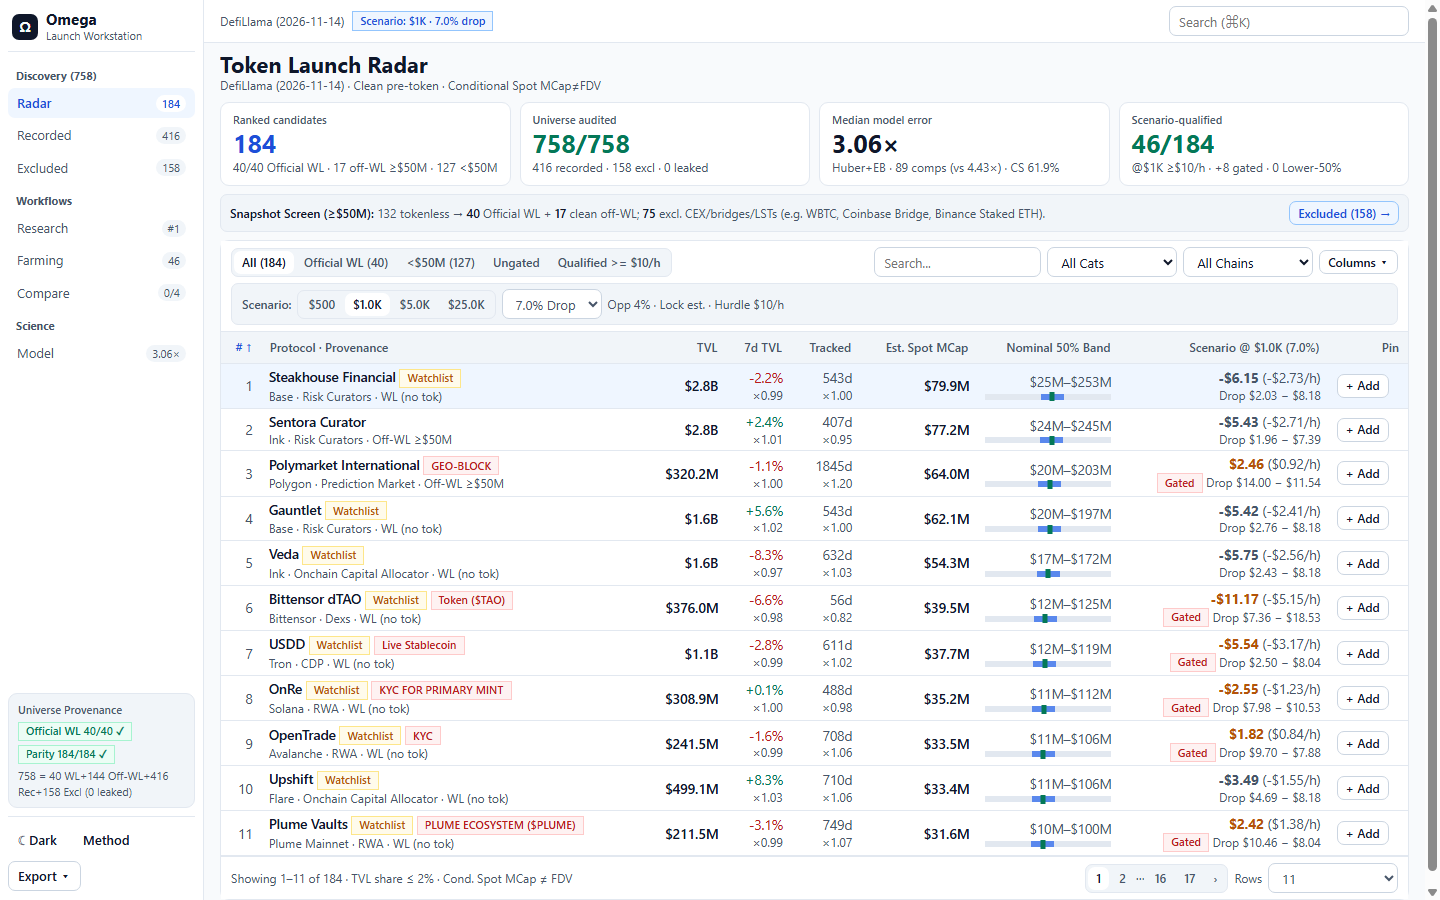 Ω
Omega
Launch Workstation
Discovery (758)
Radar 184
Recorded 416
Excluded 158
Workflows
Research #1
Farming 46
Compare 0/4
Science
Model 3.06×
Universe Provenance
Official WL 40/40 ✓
Parity 184/184 ✓
758 = 40 WL+144 Off-WL+416
Rec+158 Excl (0 leaked)
☾ Dark Method
Export ▾
DefiLlama (2026-11-14) Scenario: $1K · 7.0% drop
Search (⌘K)
Token Launch Radar
DefiLlama (2026-11-14) · Clean pre-token · Conditional Spot MCap≠FDV
Ranked candidates
184
40/40 Official WL · 17 off-WL ≥$50M · 127 <$50M
Universe audited
758/758
416 recorded · 158 excl · 0 leaked
Median model error
3.06×
Huber+EB · 89 comps (vs 4.43×) · CS 61.9%
Scenario-qualified
46/184
@$1K ≥$10/h · +8 gated · 0 Lower-50%
Snapshot Screen (≥$50M): 132 tokenless → 40 Official WL + 17 clean off-WL; 75 excl. CEX/bridges/LSTs (e.g. WBTC, Coinbase Bridge, Binance Staked ETH).
Excluded (158) →
All (184) Official WL (40) <$50M (127) Ungated Qualified >= $10/h
Search... All Cats All Chains Columns ▾
Scenario: $500 $1.0K $5.0K $25.0K 7.0% Drop Opp 4% · Lock est. · Hurdle $10/h
# ↑ Protocol · Provenance TVL 7d TVL Tracked Est. Spot MCap Nominal 50% Band Scenario @ $1.0K (7.0%) Pin
1 Steakhouse Financial Watchlist $2.8B -2.2% 543d $79.9M $25M–$253M -$6.15 (-$2.73/h) + Add
Base · Risk Curators · WL (no tok) ×0.99 ×1.00 Drop $2.03 − $8.18
2 Sentora Curator $2.8B +2.4% 407d $77.2M $24M–$245M -$5.43 (-$2.71/h) + Add
Ink · Risk Curators · Off-WL ≥$50M ×1.01 ×0.95 Drop $1.96 − $7.39
3 Polymarket International GEO-BLOCK $320.2M -1.1% 1845d $64.0M $20M–$203M $2.46 ($0.92/h) + Add
Polygon · Prediction Market · Off-WL ≥$50M ×1.00 ×1.20 Gated Drop $14.00 − $11.54
4 Gauntlet Watchlist $1.6B +5.6% 543d $62.1M $20M–$197M -$5.42 (-$2.41/h) + Add
Base · Risk Curators · WL (no tok) ×1.02 ×1.00 Drop $2.76 − $8.18
5 Veda Watchlist $1.6B -8.3% 632d $54.3M $17M–$172M -$5.75 (-$2.56/h) + Add
Ink · Onchain Capital Allocator · WL (no tok) ×0.97 ×1.03 Drop $2.43 − $8.18
6 Bittensor dTAO Watchlist Token ($TAO) $376.0M -6.6% 56d $39.5M $12M–$125M -$11.17 (-$5.15/h) + Add
Bittensor · Dexs · WL (no tok) ×0.98 ×0.82 Gated Drop $7.36 − $18.53
7 USDD Watchlist Live Stablecoin $1.1B -2.8% 611d $37.7M $12M–$119M -$5.54 (-$3.17/h) + Add
Tron · CDP · WL (no tok) ×0.99 ×1.02 Gated Drop $2.50 − $8.04
8 OnRe Watchlist KYC FOR PRIMARY MINT $308.9M +0.1% 488d $35.2M $11M–$112M -$2.55 (-$1.23/h) + Add
Solana · RWA · WL (no tok) ×1.00 ×0.98 Gated Drop $7.98 − $10.53
9 OpenTrade Watchlist KYC $241.5M -1.6% 708d $33.5M $11M–$106M $1.82 ($0.84/h) + Add
Avalanche · RWA · WL (no tok) ×0.99 ×1.06 Gated Drop $9.70 − $7.88
10 Upshift Watchlist $499.1M +8.3% 710d $33.4M $11M–$106M -$3.49 (-$1.55/h) + Add
Flare · Onchain Capital Allocator · WL (no tok) ×1.03 ×1.06 Drop $4.69 − $8.18
11 Plume Vaults Watchlist PLUME ECOSYSTEM ($PLUME) $211.5M -3.1% 749d $31.6M $10M–$100M $2.42 ($1.38/h) + Add
Plume Mainnet · RWA · WL (no tok) ×0.99 ×1.07 Gated Drop $10.46 − $8.04
Showing 1–11 of 184 · TVL share ≤ 2% · Cond. Spot MCap ≠ FDV
1 2 ··· 16 17 › Rows 11